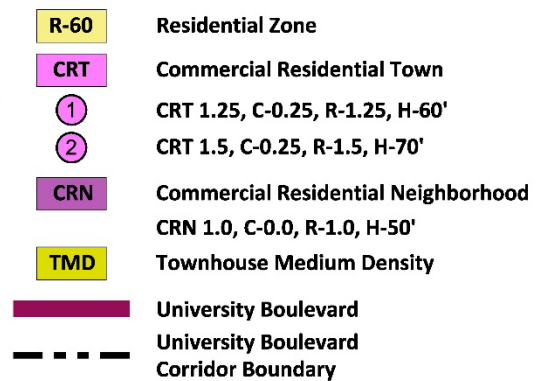 R-60 Residential Zone
CRT Commercial Residential Town
1 CRT 1.25, C-0.25, R-1.25, H-60'
2 CRT 1.5, C-0.25, R-1.5, H-70'
CRN Commercial Residential Neighborhood
CRN 1.0, C-0.0, R-1.0, H-50'
TMD Townhouse Medium Density
University Boulevard
University Boulevard
Corridor Boundary